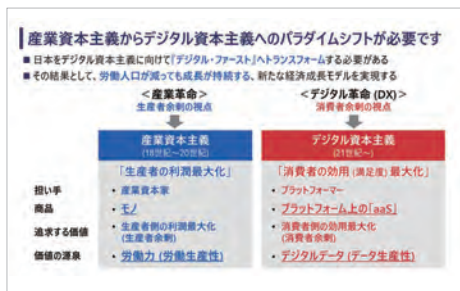 産業資本主義からデジタル資本主義へのパラダイムシフトが必要です
■ 日本をデジタル資本主義に向けて『デジタル・ファースト』へトランスフォームする必要がある
■ その結果として、労働人口が減っても成長が持続する、新たな経済成長モデルを実現する
＜産業革命＞
生産者余剰の視点
＜デジタル革命 (DX)＞
消費者余剰の視点
産業資本主義
(18世紀～20世紀)
デジタル資本主義
(21世紀～)
「生産者の利潤最大化」
「消費者の効用 (満足度) 最大化」
担い手
・産業資本家
・プラットフォーマー
商品
・モノ
・プラットフォーム上の「aaS」
追求する価値
・生産者側の利潤最大化
(生産者余剰)
・消費者側の効用最大化
(消費者余剰)
価値の源泉
・労働力 (労働生産性)
・デジタルデータ (データ生産性)